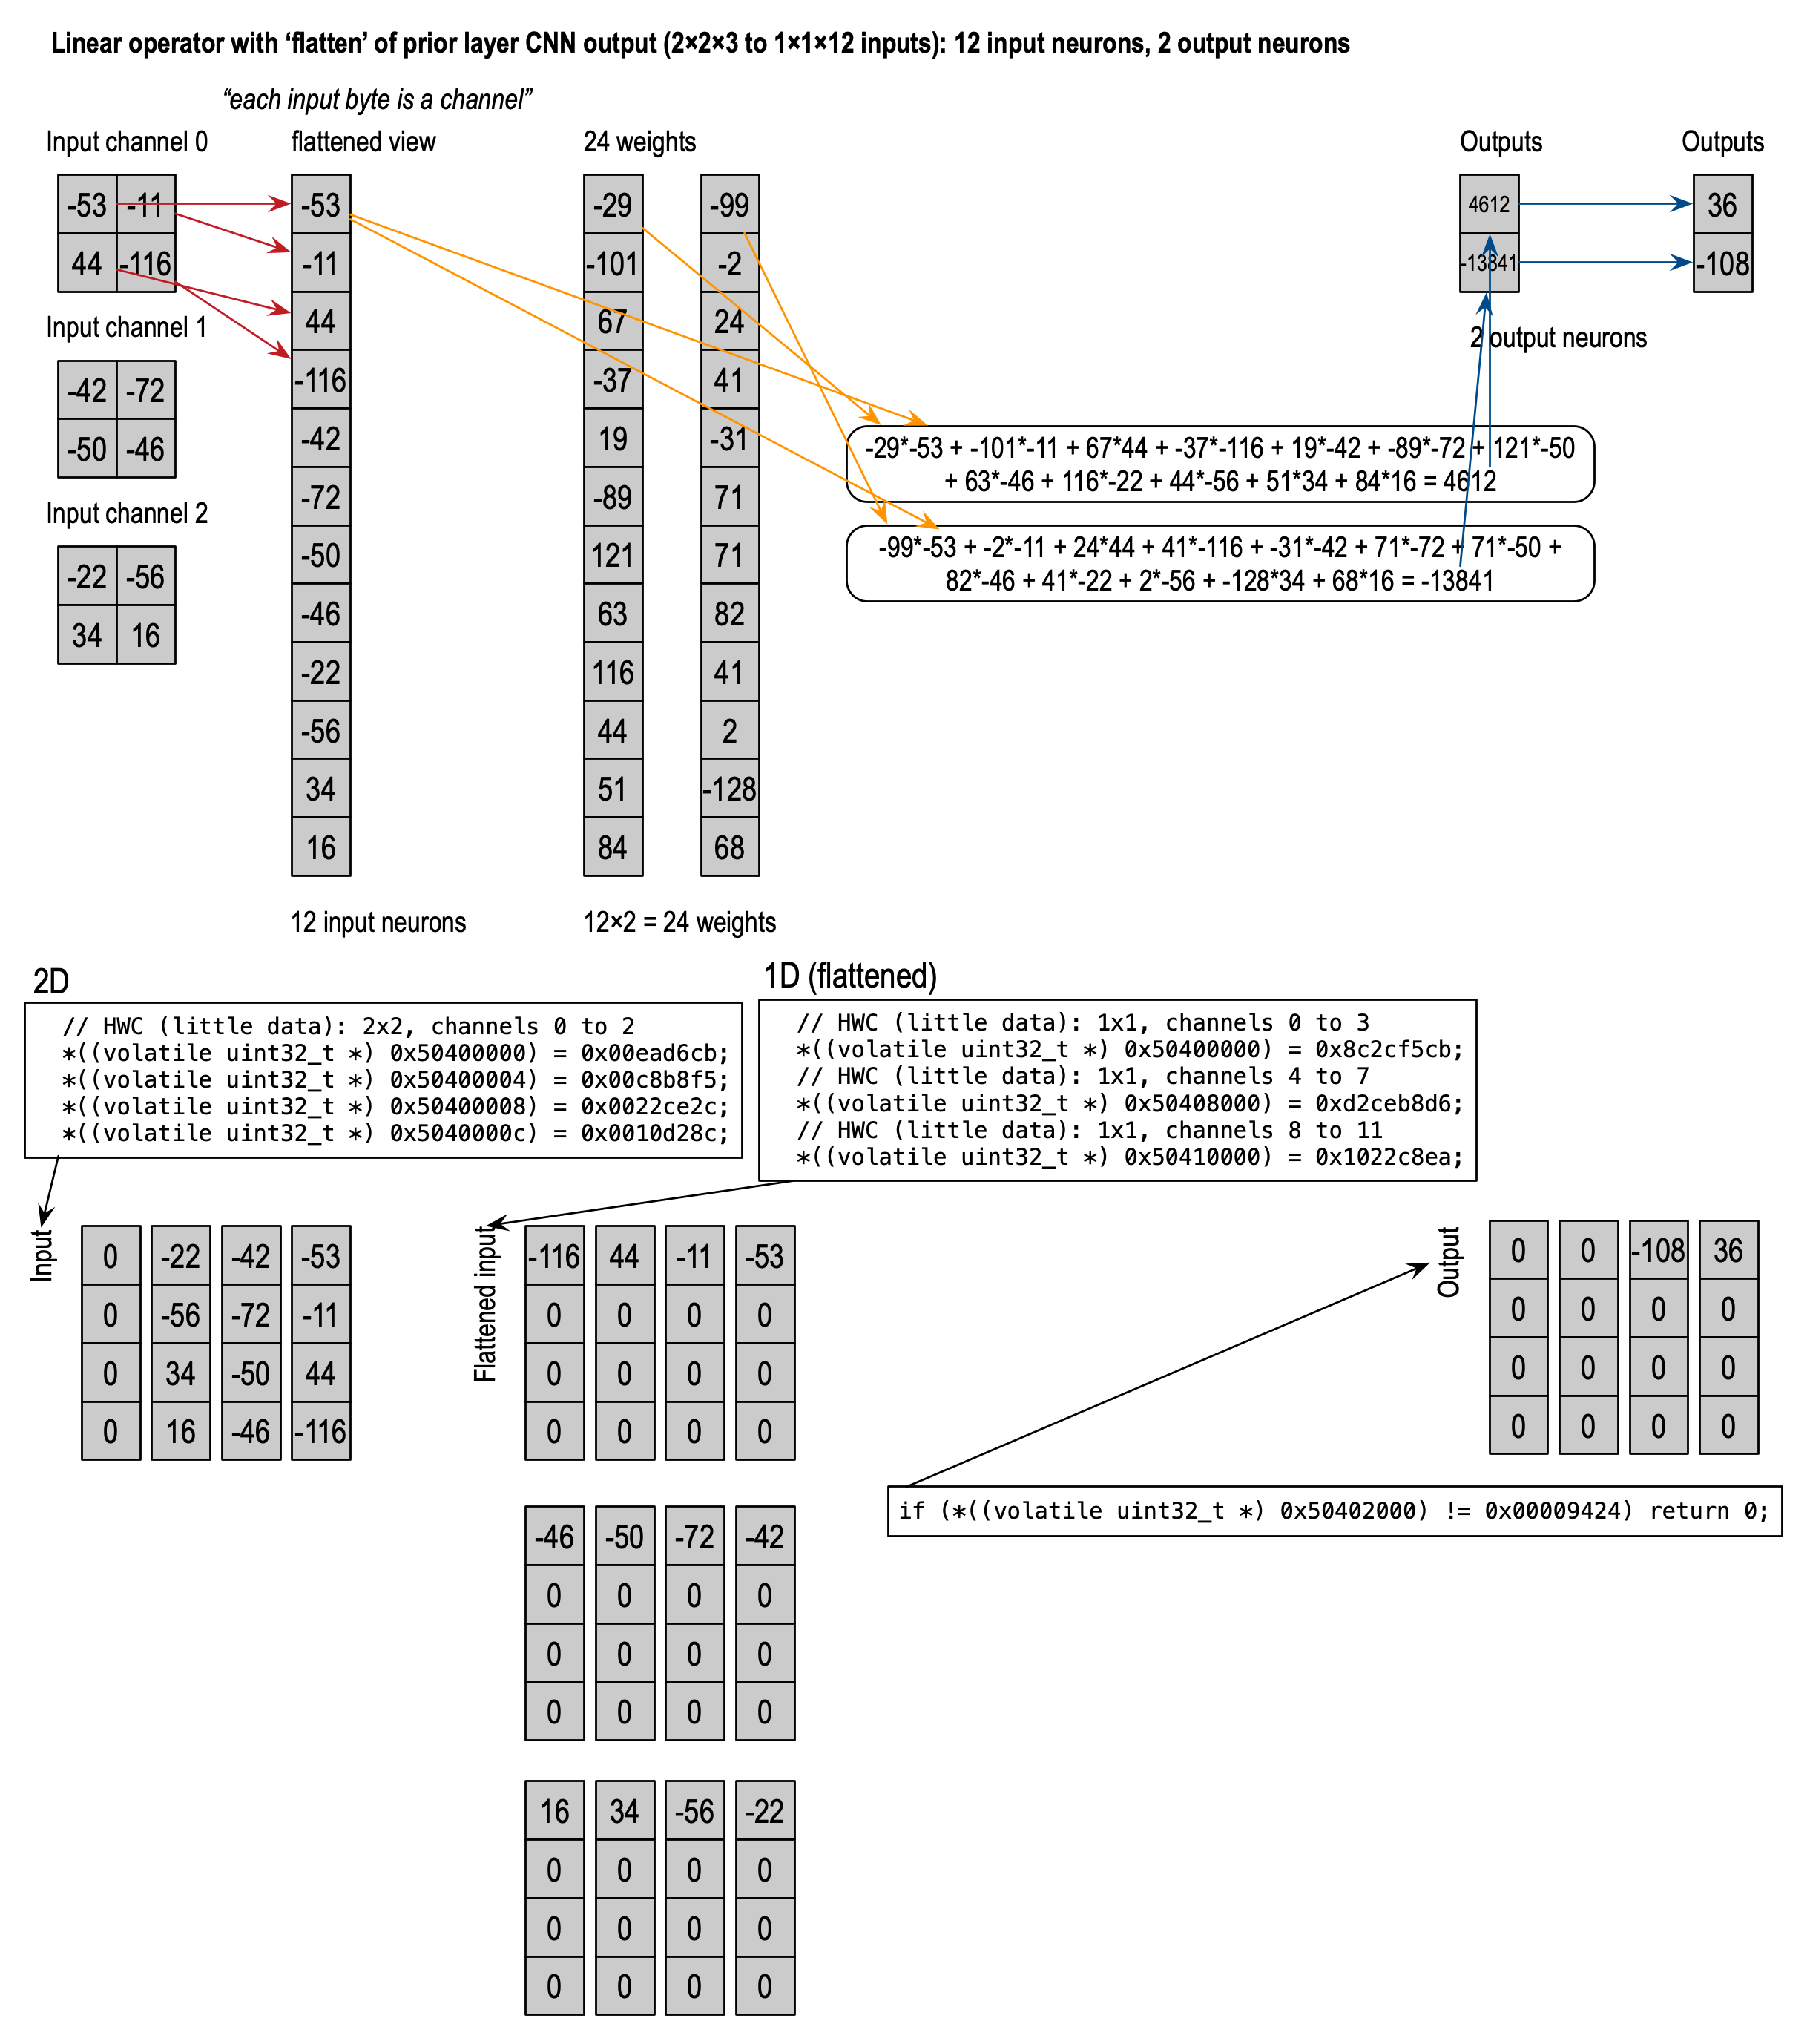 Linear operator with ‘flatten’ of prior layer CNN output (2×2×3 to 1×1×12 inputs): 12 input neurons, 2 output neurons
“each input byte is a channel”
Input channel 0
-53 -11
44 -116
Input channel 1
-42 -72
-50 -46
Input channel 2
-22 -56
34 16
flattened view
-53
-11
44
-116
-42
-72
-50
-46
-22
-56
34
16
12 input neurons
24 weights
-29 -99
-101 -2
67 24
-37 41
19 -31
-89 71
121 71
63 82
116 41
44 2
51 -128
84 68
12×2 = 24 weights
-29*-53 + -101*-11 + 67*44 + -37*-116 + 19*-42 + -89*-72 + 121*-50
+ 63*-46 + 116*-22 + 44*-56 + 51*34 + 84*16 = 4612
-99*-53 + -2*-11 + 24*44 + 41*-116 + -31*-42 + 71*-72 + 71*-50 +
82*-46 + 41*-22 + 2*-56 + -128*34 + 68*16 = -13841
Outputs
4612
-13841
2 output neurons
Outputs
36
-108
2D
// HWC (little data): 2x2, channels 0 to 2
*((volatile uint32_t *) 0x50400000) = 0x00ead6cb;
*((volatile uint32_t *) 0x50400004) = 0x00c8b8f5;
*((volatile uint32_t *) 0x50400008) = 0x0022ce2c;
*((volatile uint32_t *) 0x5040000c) = 0x0010d28c;
1D (flattened)
// HWC (little data): 1x1, channels 0 to 3
*((volatile uint32_t *) 0x50400000) = 0x8c2cf5cb;
// HWC (little data): 1x1, channels 4 to 7
*((volatile uint32_t *) 0x50408000) = 0xd2ceb8d6;
// HWC (little data): 1x1, channels 8 to 11
*((volatile uint32_t *) 0x50410000) = 0x1022c8ea;
Input
0 -22 -42 -53
0 -56 -72 -11
0 34 -50 44
0 16 -46 -116
Flattened input
-116 44 -11 -53
0 0 0 0
0 0 0 0
0 0 0 0
-46 -50 -72 -42
0 0 0 0
0 0 0 0
0 0 0 0
16 34 -56 -22
0 0 0 0
0 0 0 0
0 0 0 0
Output
0 0 -108 36
0 0 0 0
0 0 0 0
0 0 0 0
if (*((volatile uint32_t *) 0x50402000) != 0x00009424) return 0;